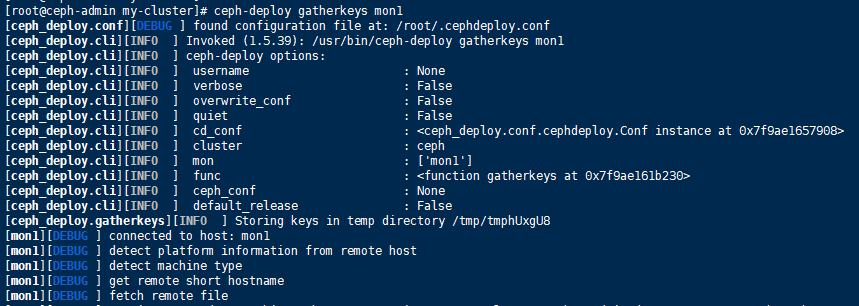 [root@ceph-admin my-cluster]# ceph-deploy gatherkeys mon1
[ceph_deploy.conf][DEBUG ] found configuration file at: /root/.cephdeploy.conf
[ceph_deploy.cli][INFO  ] Invoked (1.5.39): /usr/bin/ceph-deploy gatherkeys mon1
[ceph_deploy.cli][INFO  ] ceph-deploy options:
[ceph_deploy.cli][INFO  ]  username                      : None
[ceph_deploy.cli][INFO  ]  verbose                       : False
[ceph_deploy.cli][INFO  ]  overwrite_conf                : False
[ceph_deploy.cli][INFO  ]  quiet                         : False
[ceph_deploy.cli][INFO  ]  cd_conf                       : <ceph_deploy.conf.cephdeploy.Conf instance at 0x7f9ae1657908>
[ceph_deploy.cli][INFO  ]  cluster                       : ceph
[ceph_deploy.cli][INFO  ]  mon                           : ['mon1']
[ceph_deploy.cli][INFO  ]  func                          : <function gatherkeys at 0x7f9ae161b230>
[ceph_deploy.cli][INFO  ]  ceph_conf                     : None
[ceph_deploy.cli][INFO  ]  default_release               : False
[ceph_deploy.gatherkeys][INFO  ] Storing keys in temp directory /tmp/tmphUxgU8
[mon1][DEBUG ] connected to host: mon1
[mon1][DEBUG ] detect platform information from remote host
[mon1][DEBUG ] detect machine type
[mon1][DEBUG ] get remote short hostname
[mon1][DEBUG ] fetch remote file